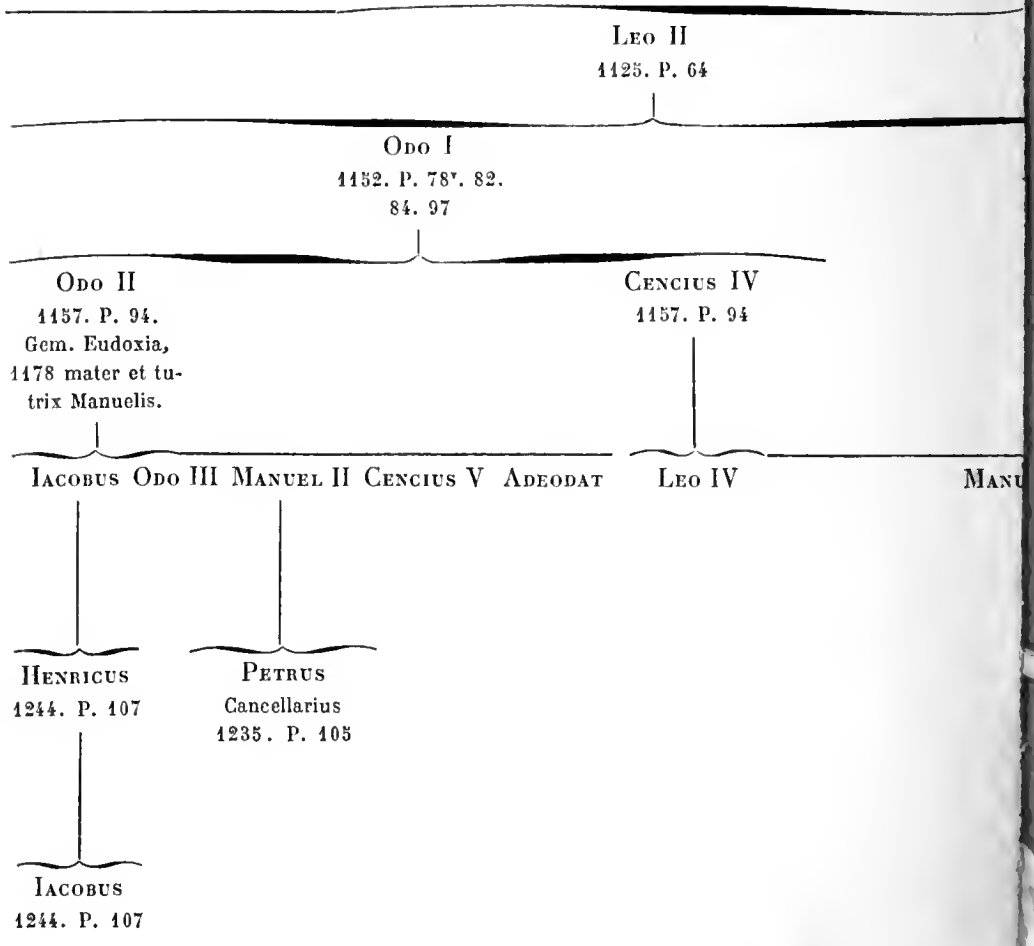 Leo II
1125. P. 64
Odo I
1152. P. 78ᵛ. 82.
84. 97
Odo II
1157. P. 94.
Gem. Eudoxia,
1178 mater et tu-
trix Manuelis.
Cencius IV
1157. P. 94
Iacobus Odo III Manuel II Cencius V Adeodat Leo IV Manu
Henricus
1244. P. 107
Petrus
Cancellarius
1235. P. 105
Iacobus
1244. P. 107